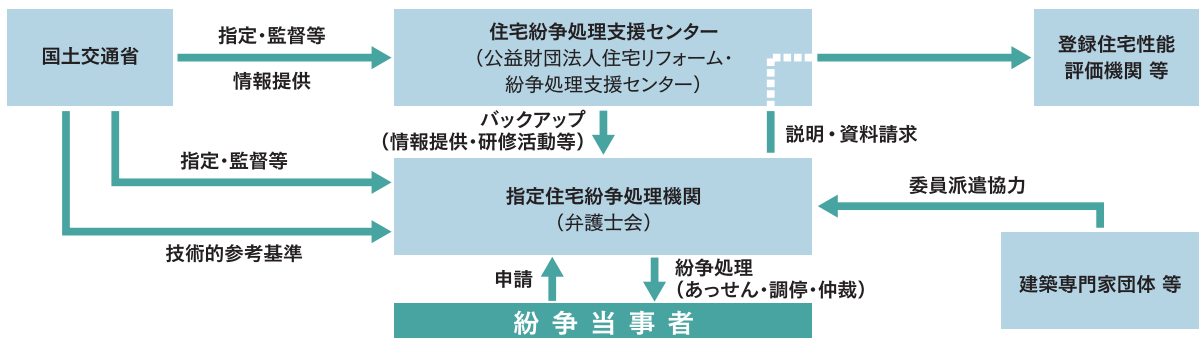 国土交通省
指定・監督等
情報提供
住宅紛争処理支援センター
（公益財団法人住宅リフォーム・
紛争処理支援センター）
登録住宅性能
評価機関 等
バックアップ
（情報提供・研修活動等）
説明・資料請求
指定・監督等
技術的参考基準
指定住宅紛争処理機関
（弁護士会）
委員派遣協力
建築専門家団体 等
申請
紛争処理
（あっせん・調停・仲裁）
紛争当事者